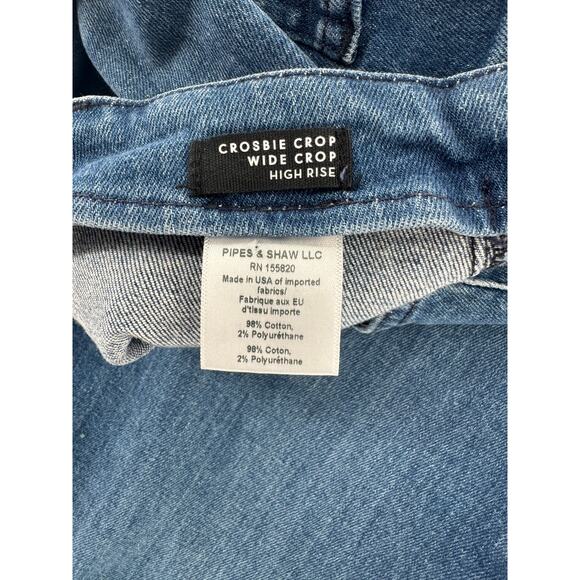 CROSBIE CROP
WIDE CROP
HIGH RISE
PIPES & SHAW LLC
RN 155820
Made in USA of imported
fabrics/
Fabrique aux EU
d'tissu importe
98% Cotton,
2% Polyuréthane
98% Coton,
2% Polyuréthane